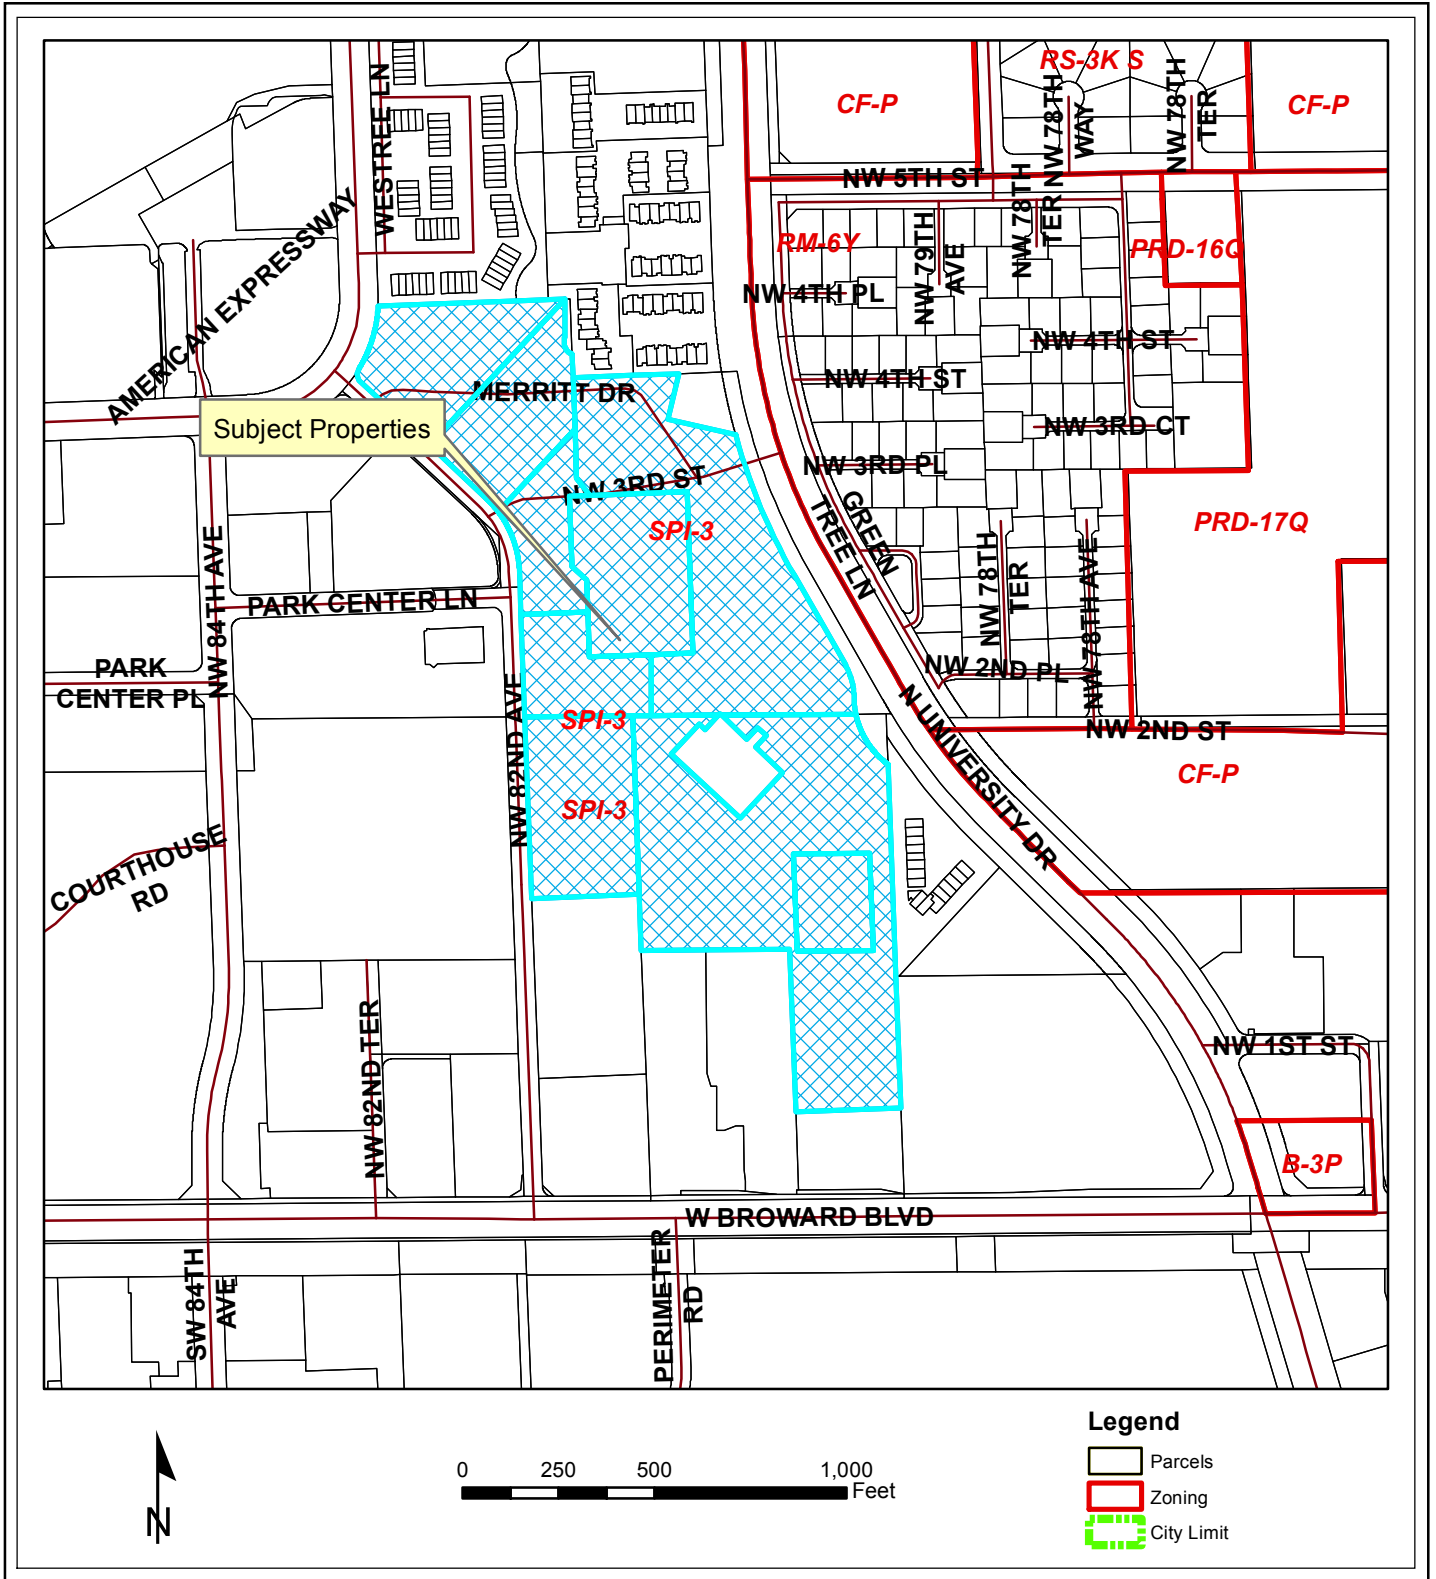 RS-3K S
CF-P
CF-P
WESTREE LN
NW 78TH
WAY
NW 78TH
TER
NW 5TH ST
NW 78TH
TER
AMERICAN EXPRESSWAY
RM-6Y
NW 79TH
AVE
PRD-16Q
NW 4TH PL
NW 4TH ST
MERRITT DR
NW 4TH ST
Subject Properties
NW 3RD CT
NW 3RD PL
NW 3RD ST
SPI-3
GREEN
TREE LN
PRD-17Q
NW 84TH AVE
NW 78TH
TER
NW 78TH AVE
PARK CENTER LN
PARK
CENTER PL
NW 2ND PL
SPI-3
N UNIVERSITY DR
NW 2ND ST
NW 82ND AVE
CF-P
SPI-3
COURTHOUSE
RD
NW 82ND TER
NW 1ST ST
B-3P
W BROWARD BLVD
SW 84TH
AVE
PERIMETER
RD
N
0 250 500 1,000
Feet
Legend
Parcels
Zoning
City Limit